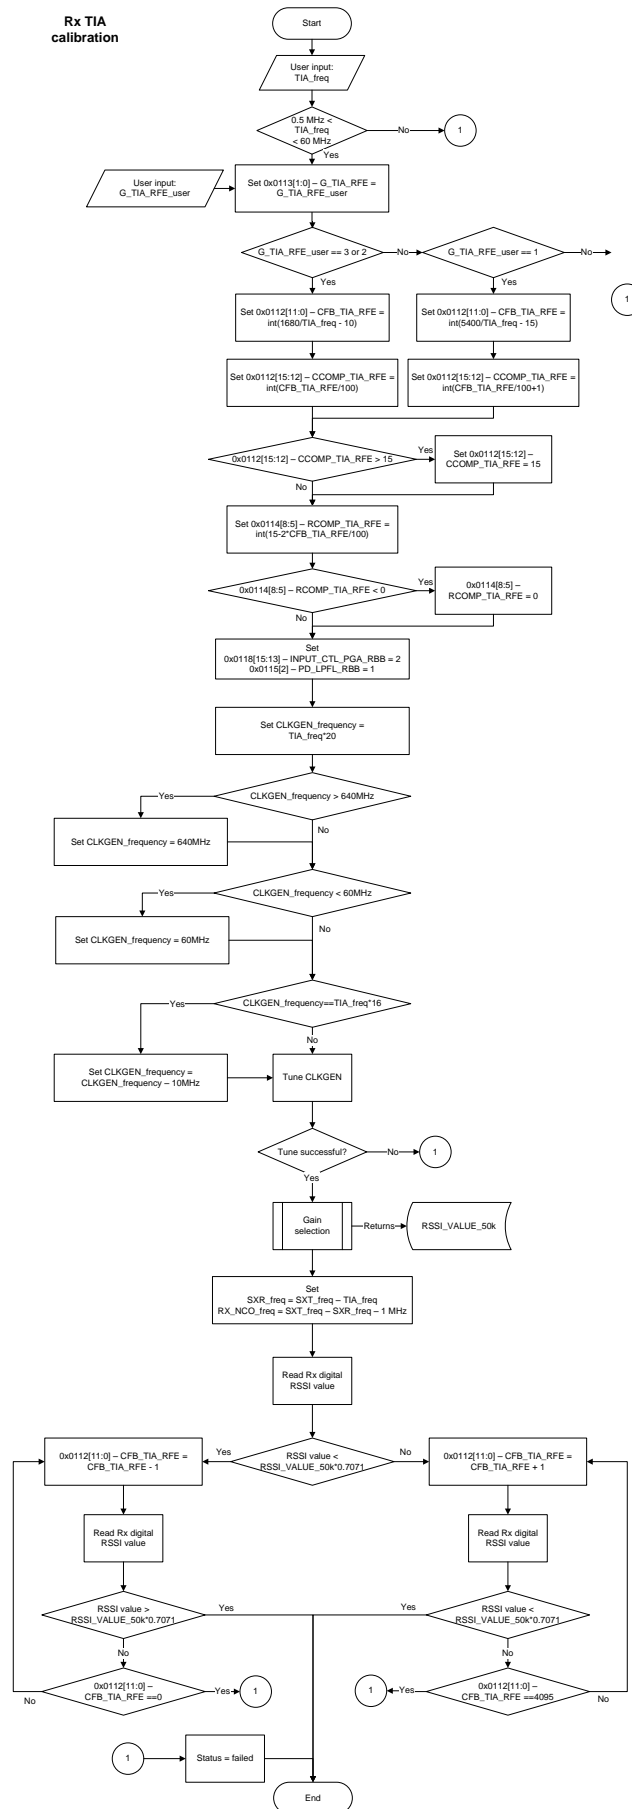 Rx TIA
calibration
Start
User input:
TIA_freq
0.5 MHz <
TIA_freq
< 60 MHz
No
1
Yes
User input:
G_TIA_RFE_user
Set 0x0113[1:0] – G_TIA_RFE =
G_TIA_RFE_user
G_TIA_RFE_user == 3 or 2
No
G_TIA_RFE_user == 1
No
Yes
Yes
1
Set 0x0112[11:0] – CFB_TIA_RFE =
int(1680/TIA_freq - 10)
Set 0x0112[11:0] – CFB_TIA_RFE =
int(5400/TIA_freq - 15)
Set 0x0112[15:12] – CCOMP_TIA_RFE =
int(CFB_TIA_RFE/100)
Set 0x0112[15:12] – CCOMP_TIA_RFE =
int(CFB_TIA_RFE/100+1)
0x0112[15:12] – CCOMP_TIA_RFE > 15
Yes
Set 0x0112[15:12] –
CCOMP_TIA_RFE = 15
No
Set 0x0114[8:5] – RCOMP_TIA_RFE =
int(15-2*CFB_TIA_RFE/100)
0x0114[8:5] – RCOMP_TIA_RFE < 0
Yes
0x0114[8:5] –
RCOMP_TIA_RFE = 0
No
Set
0x0118[15:13] – INPUT_CTL_PGA_RBB = 2
0x0115[2] – PD_LPFL_RBB = 1
Set CLKGEN_frequency =
TIA_freq*20
CLKGEN_frequency > 640MHz
Yes
No
Set CLKGEN_frequency = 640MHz
CLKGEN_frequency < 60MHz
Yes
No
Set CLKGEN_frequency = 60MHz
CLKGEN_frequency==TIA_freq*16
Yes
No
Set CLKGEN_frequency =
CLKGEN_frequency – 10MHz
Tune CLKGEN
Tune successful?
No
1
Yes
Gain
selection
Returns
RSSI_VALUE_50k
Set
SXR_freq = SXT_freq – TIA_freq
RX_NCO_freq = SXT_freq – SXR_freq – 1 MHz
Read Rx digital
RSSI value
RSSI value <
RSSI_VALUE_50k*0.7071
Yes
No
0x0112[11:0] – CFB_TIA_RFE =
CFB_TIA_RFE - 1
0x0112[11:0] – CFB_TIA_RFE =
CFB_TIA_RFE + 1
Read Rx digital
RSSI value
Read Rx digital
RSSI value
RSSI value >
RSSI_VALUE_50k*0.7071
Yes
Yes
RSSI value <
RSSI_VALUE_50k*0.7071
No
No
No
0x0112[11:0] –
CFB_TIA_RFE ==0
Yes
1
1
Yes
0x0112[11:0] –
CFB_TIA_RFE ==4095
No
1
Status = failed
End